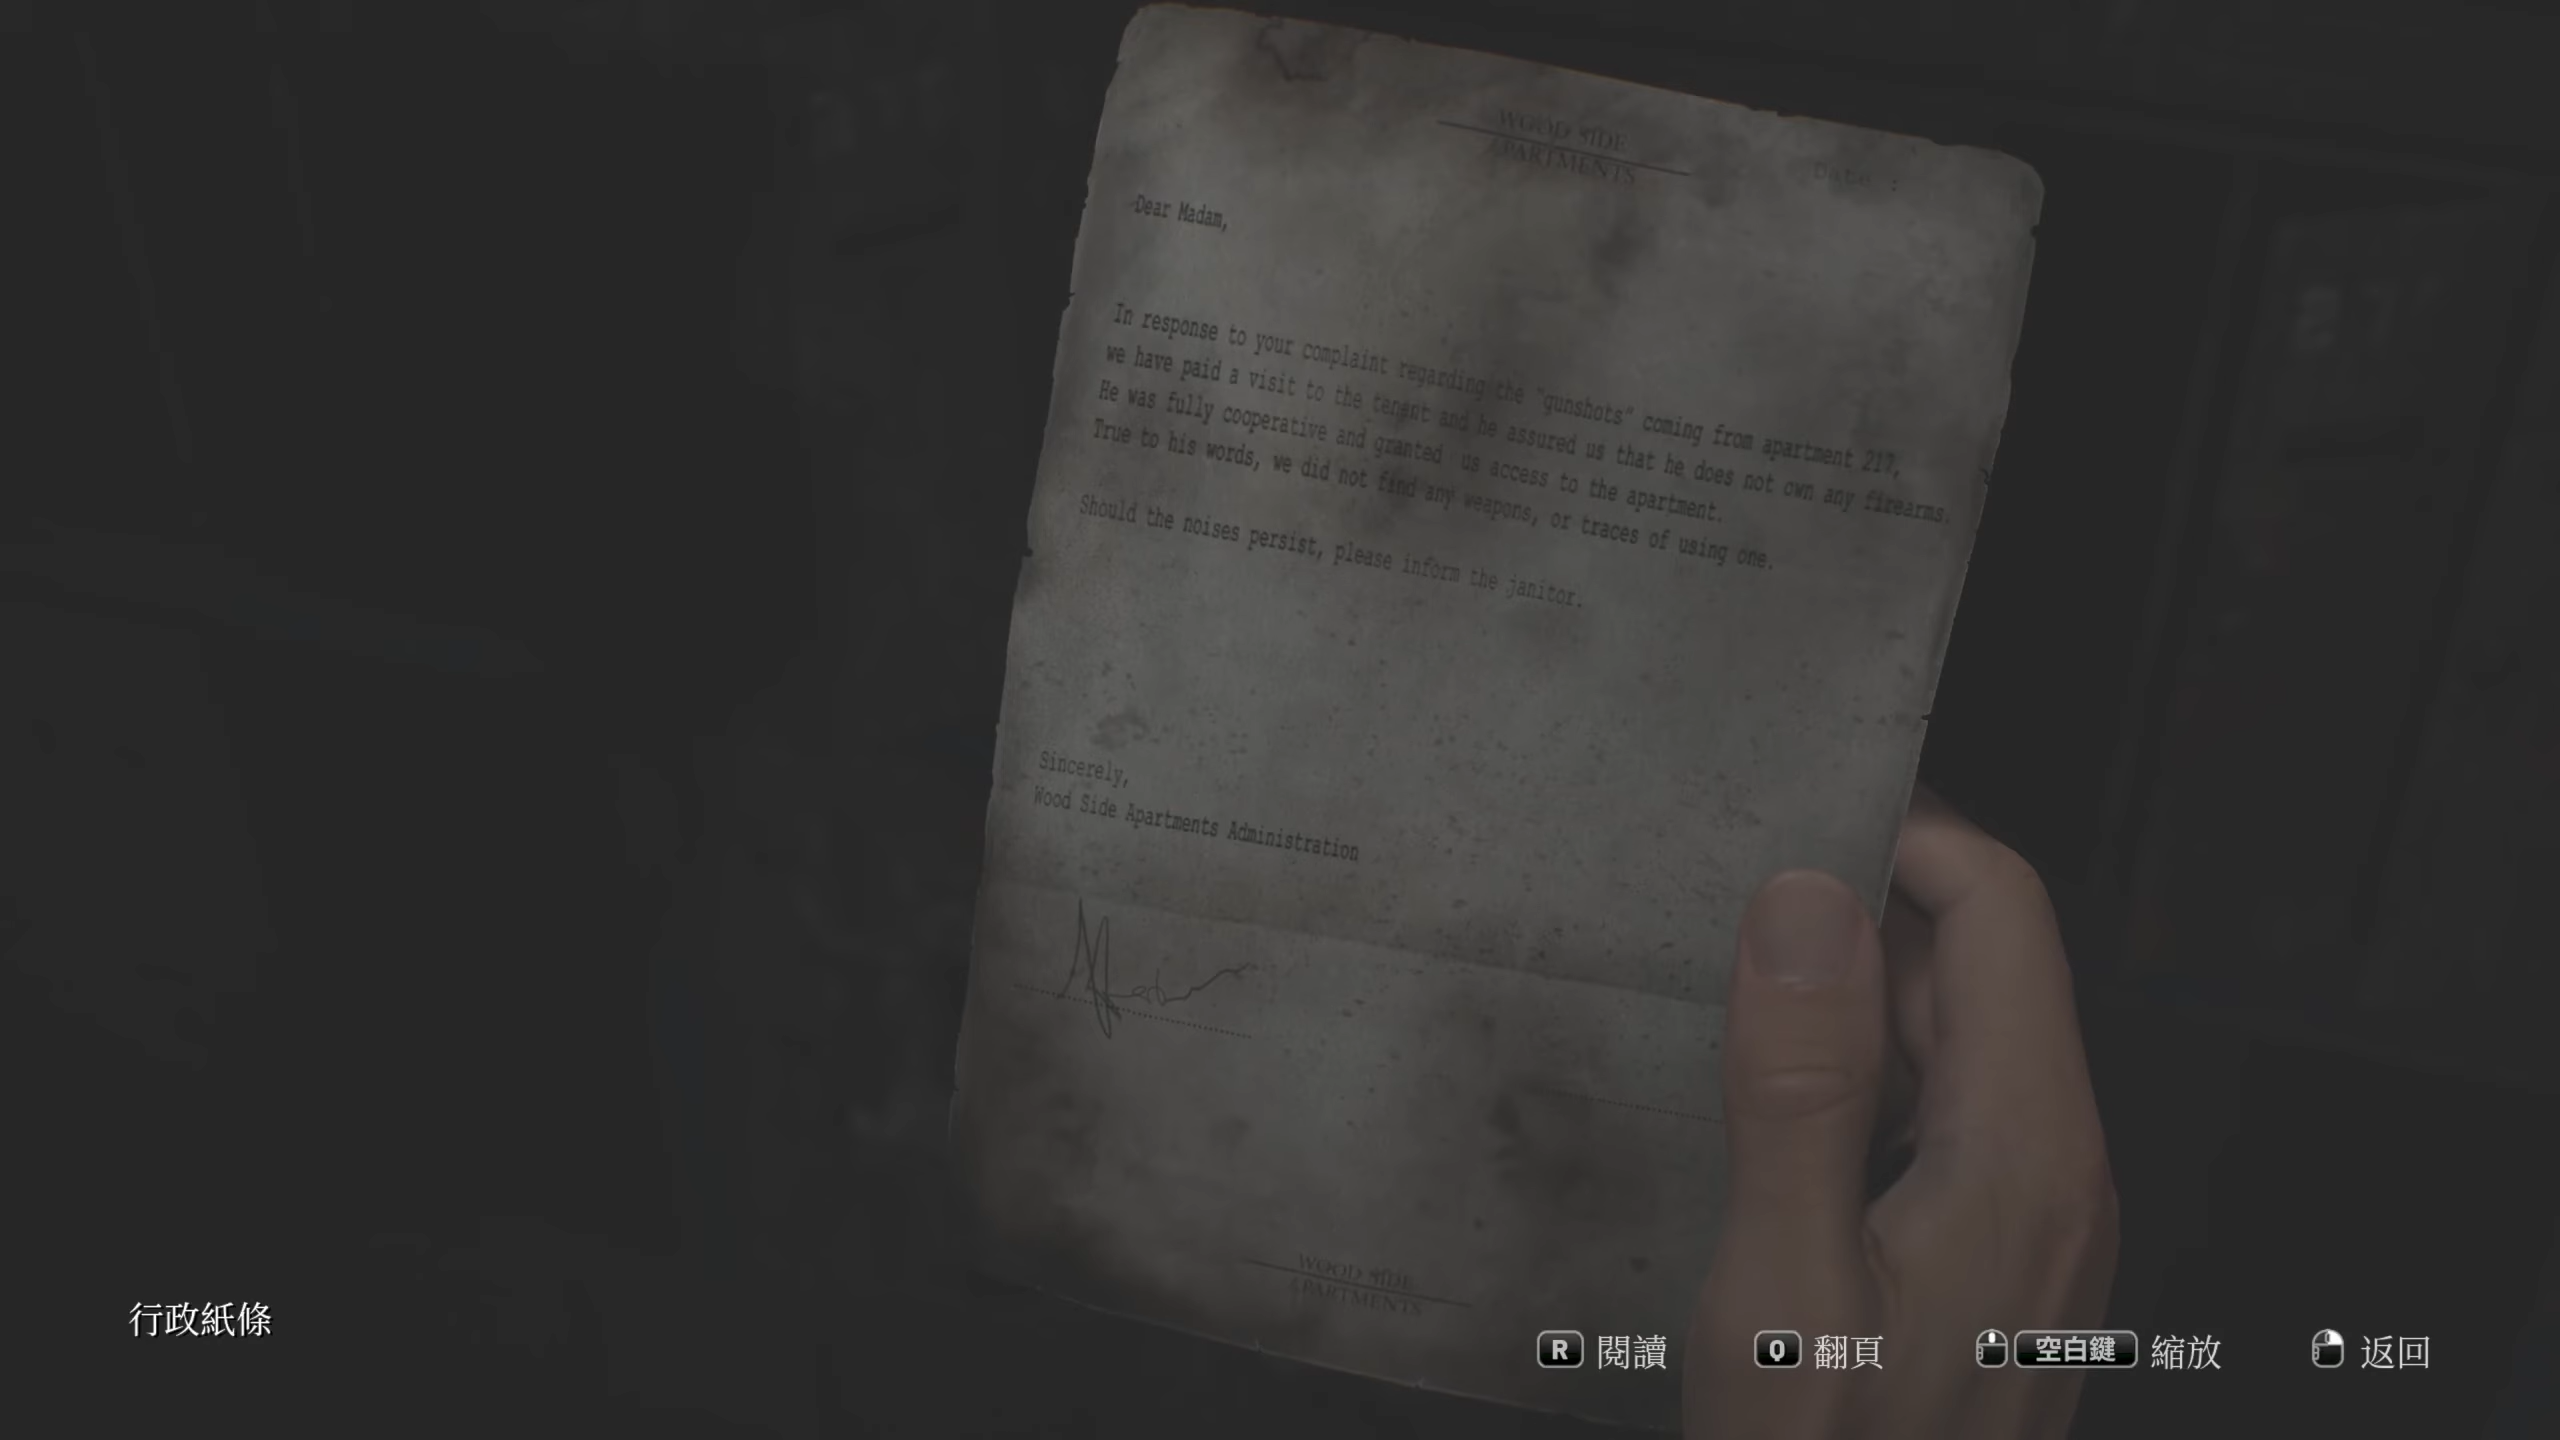 WOOD SIDE
APARTMENTS
Date :
Dear Madam,
In response to your complaint regarding the "gunshots" coming from apartment 217,
we have paid a visit to the tenant and he assured us that he does not own any firearms.
He was fully cooperative and granted us access to the apartment.
True to his words, we did not find any weapons, or traces of using one.
Should the noises persist, please inform the janitor.
Sincerely,
Wood Side Apartments Administration
WOOD SIDE
APARTMENTS
行政紙條
R 閱讀 Q 翻頁 空白鍵 縮放 返回